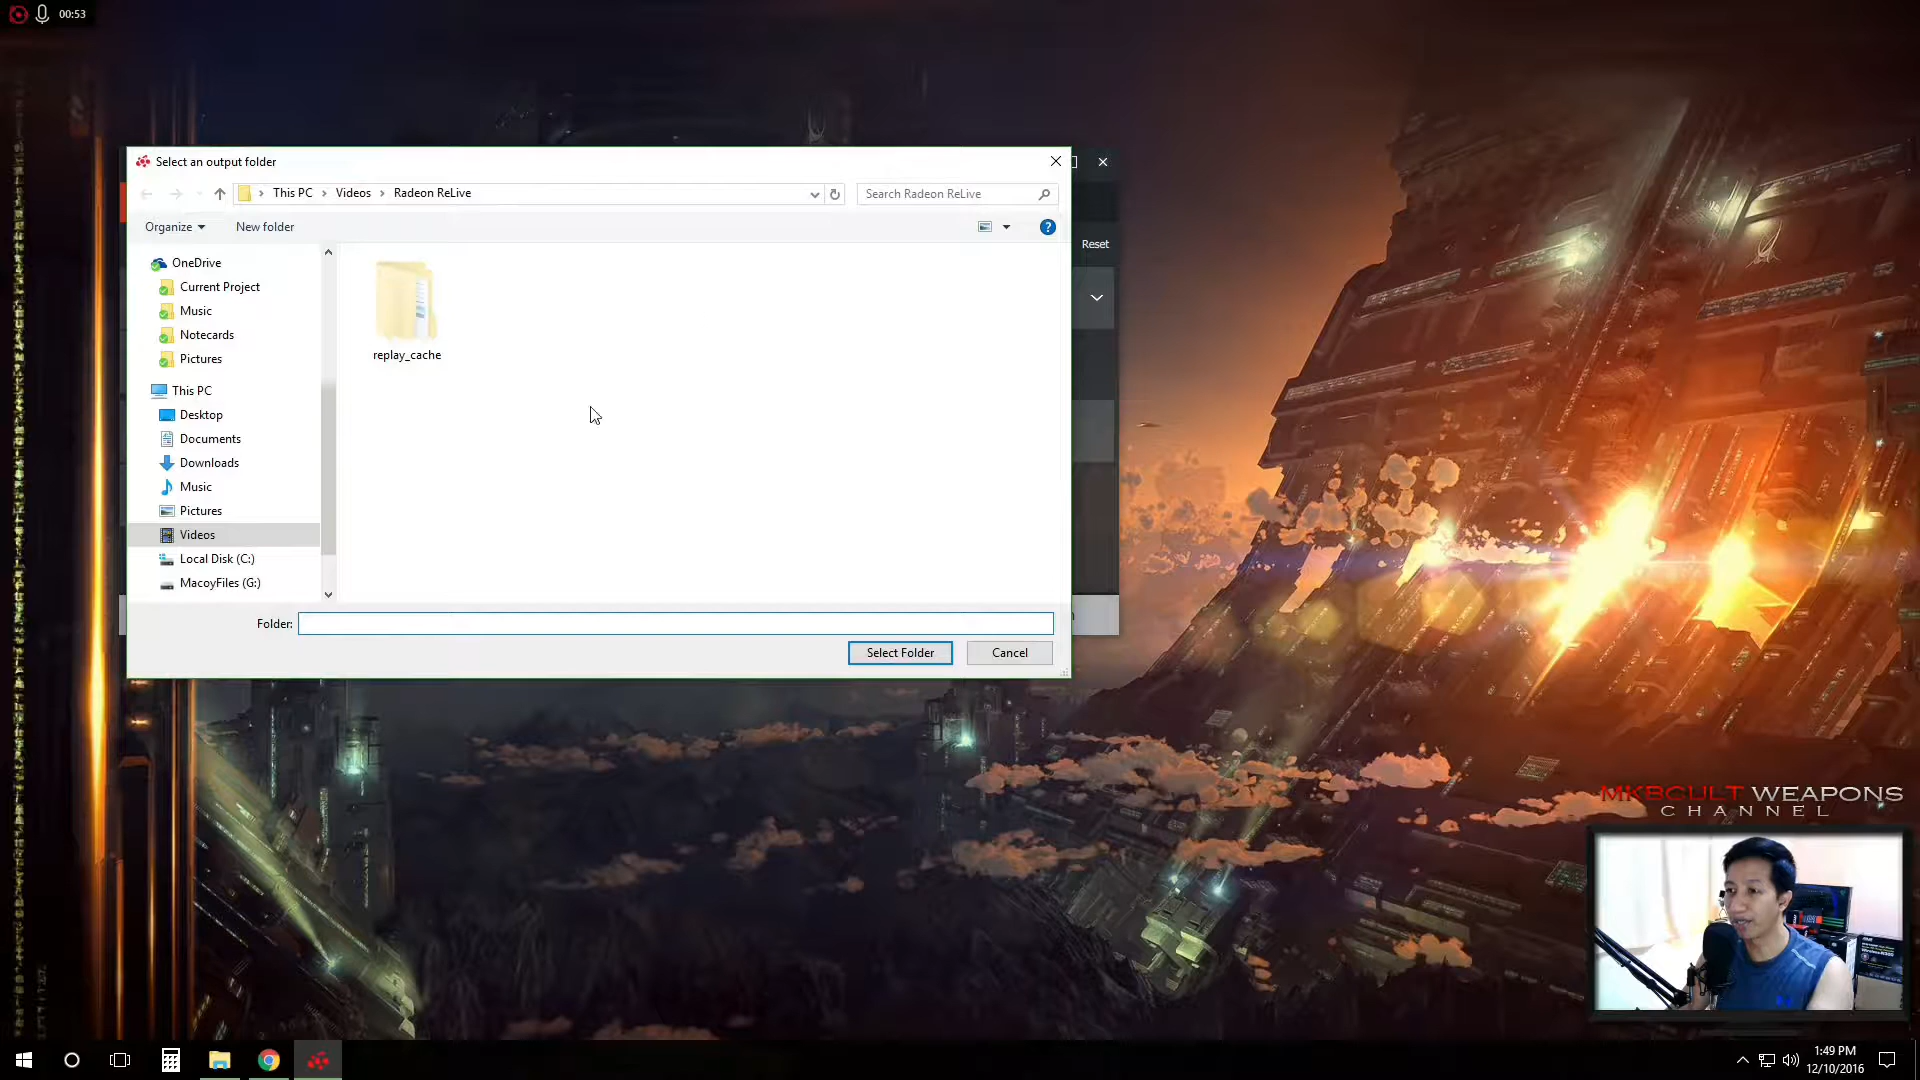 00:53
Select an output folder
This PC > Videos > Radeon ReLive
Search Radeon ReLive
Organize
New folder
Reset
OneDrive
Current Project
Music
Notecards
Pictures
This PC
Desktop
Documents
Downloads
Music
Pictures
Videos
Local Disk (C:)
MacoyFiles (G:)
replay_cache
Folder:
Select Folder
Cancel
MKBCULT WEAPONS
CHANNEL
1:49 PM
12/10/2016